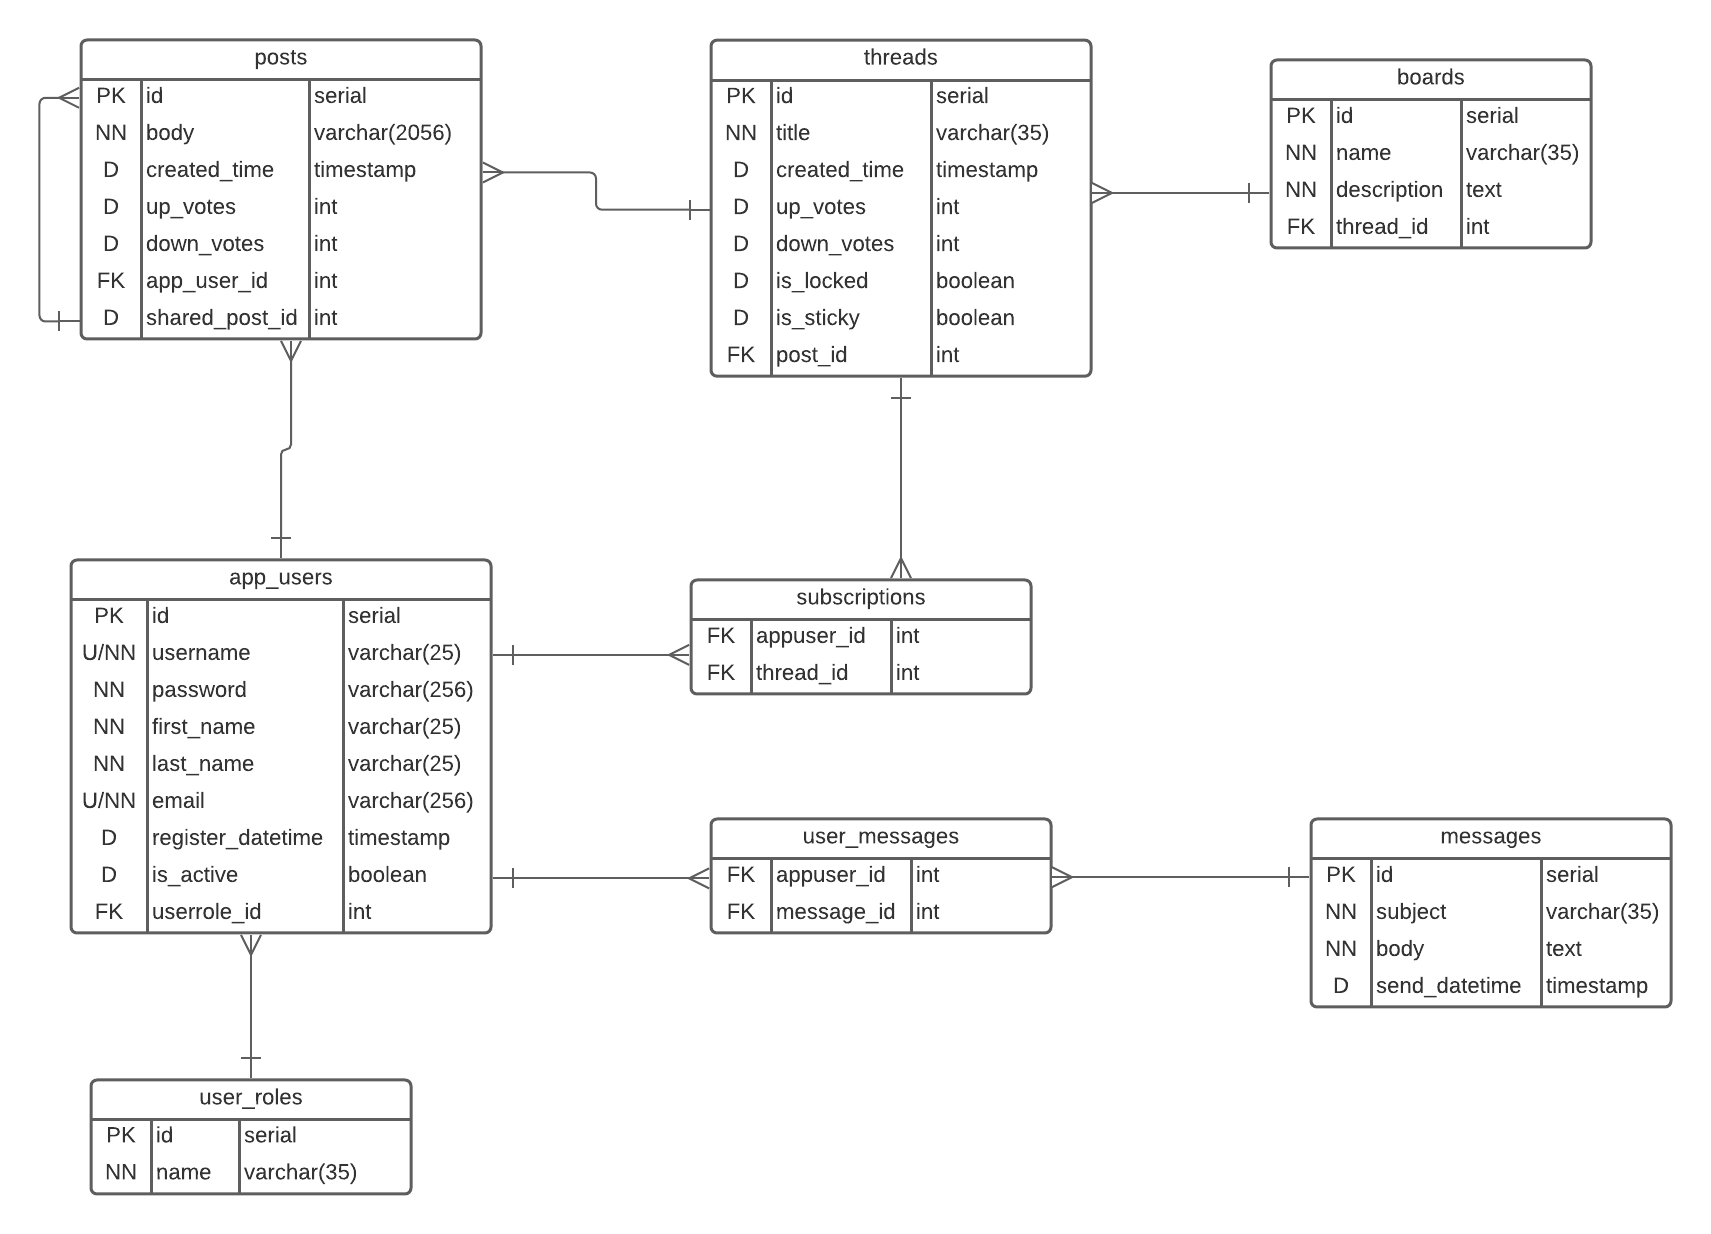 posts
PK id serial
NN body varchar(2056)
D created_time timestamp
D up_votes int
D down_votes int
FK app_user_id int
D shared_post_id int
threads
PK id serial
NN title varchar(35)
D created_time timestamp
D up_votes int
D down_votes int
D is_locked boolean
D is_sticky boolean
FK post_id int
boards
PK id serial
NN name varchar(35)
NN description text
FK thread_id int
app_users
PK id serial
U/NN username varchar(25)
NN password varchar(256)
NN first_name varchar(25)
NN last_name varchar(25)
U/NN email varchar(256)
D register_datetime timestamp
D is_active boolean
FK userrole_id int
subscriptions
FK appuser_id int
FK thread_id int
user_messages
FK appuser_id int
FK message_id int
messages
PK id serial
NN subject varchar(35)
NN body text
D send_datetime timestamp
user_roles
PK id serial
NN name varchar(35)